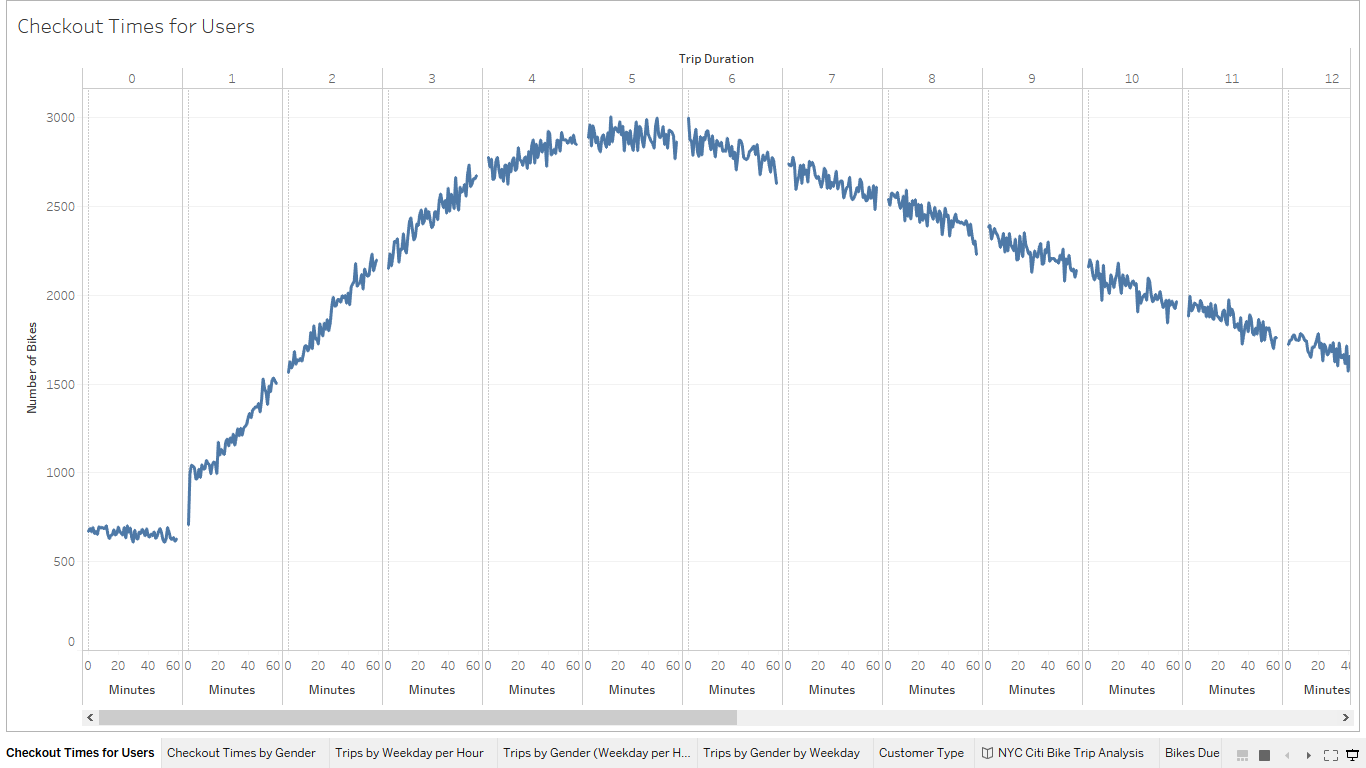 Checkout Times for Users
Trip Duration
0 1 2 3 4 5 6 7 8 9 10 11 12
Number of Bikes
3000
2500
2000
1500
1000
500
0
0 20 40 60 0 20 40 60 0 20 40 60 0 20 40 60 0 20 40 60 0 20 40 60 0 20 40 60 0 20 40 60 0 20 40 60 0 20 40 60 0 20 40 60 0 20 40 60 0 20
Minutes Minutes Minutes Minutes Minutes Minutes Minutes Minutes Minutes Minutes Minutes Minutes Minutes
Checkout Times for Users Checkout Times by Gender Trips by Weekday per Hour Trips by Gender (Weekday per H... Trips by Gender by Weekday Customer Type NYC Citi Bike Trip Analysis Bikes Due